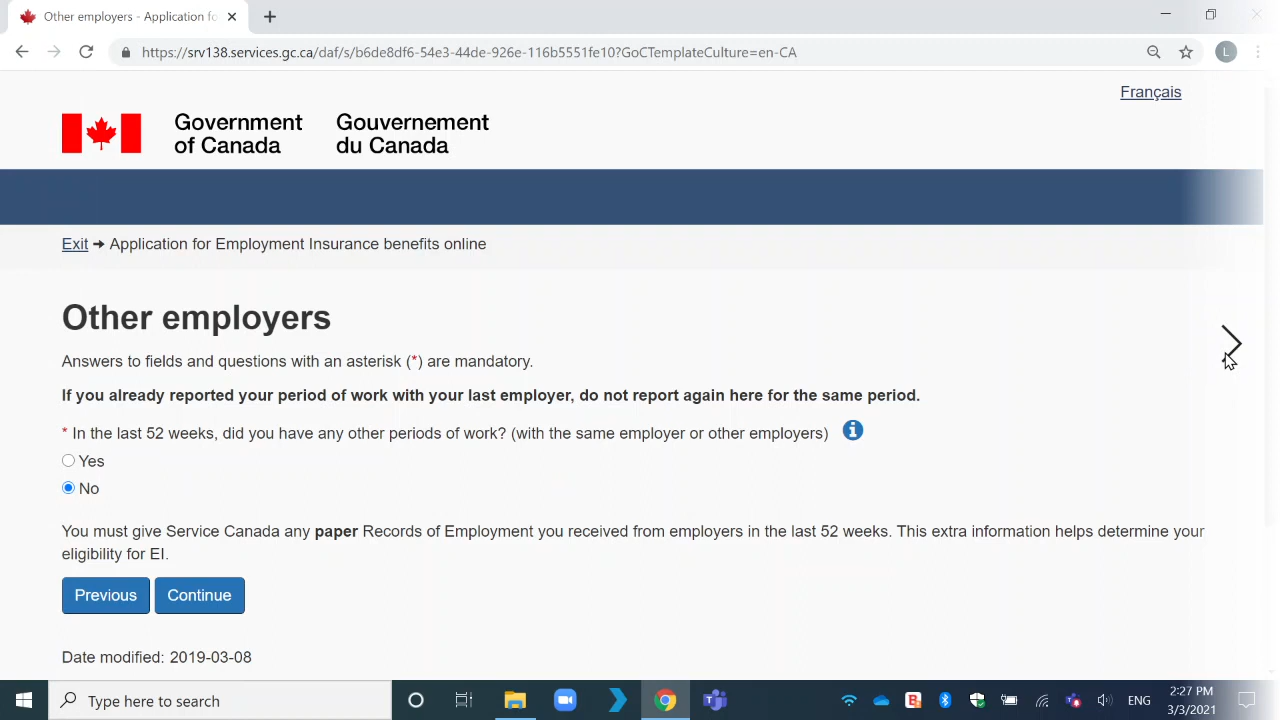 Other employers - Application fo
https://srv138.services.gc.ca/daf/s/b6de8df6-54e3-44de-926e-116b5551fe10?GoCTemplateCulture=en-CA
L
Français
Government Gouvernement
of Canada du Canada
Exit → Application for Employment Insurance benefits online
Other employers
Answers to fields and questions with an asterisk (*) are mandatory.
If you already reported your period of work with your last employer, do not report again here for the same period.
* In the last 52 weeks, did you have any other periods of work? (with the same employer or other employers)
Yes
No
You must give Service Canada any paper Records of Employment you received from employers in the last 52 weeks. This extra information helps determine your
eligibility for EI.
Previous Continue
Date modified: 2019-03-08
Type here to search
ENG
2:27 PM
3/3/2021